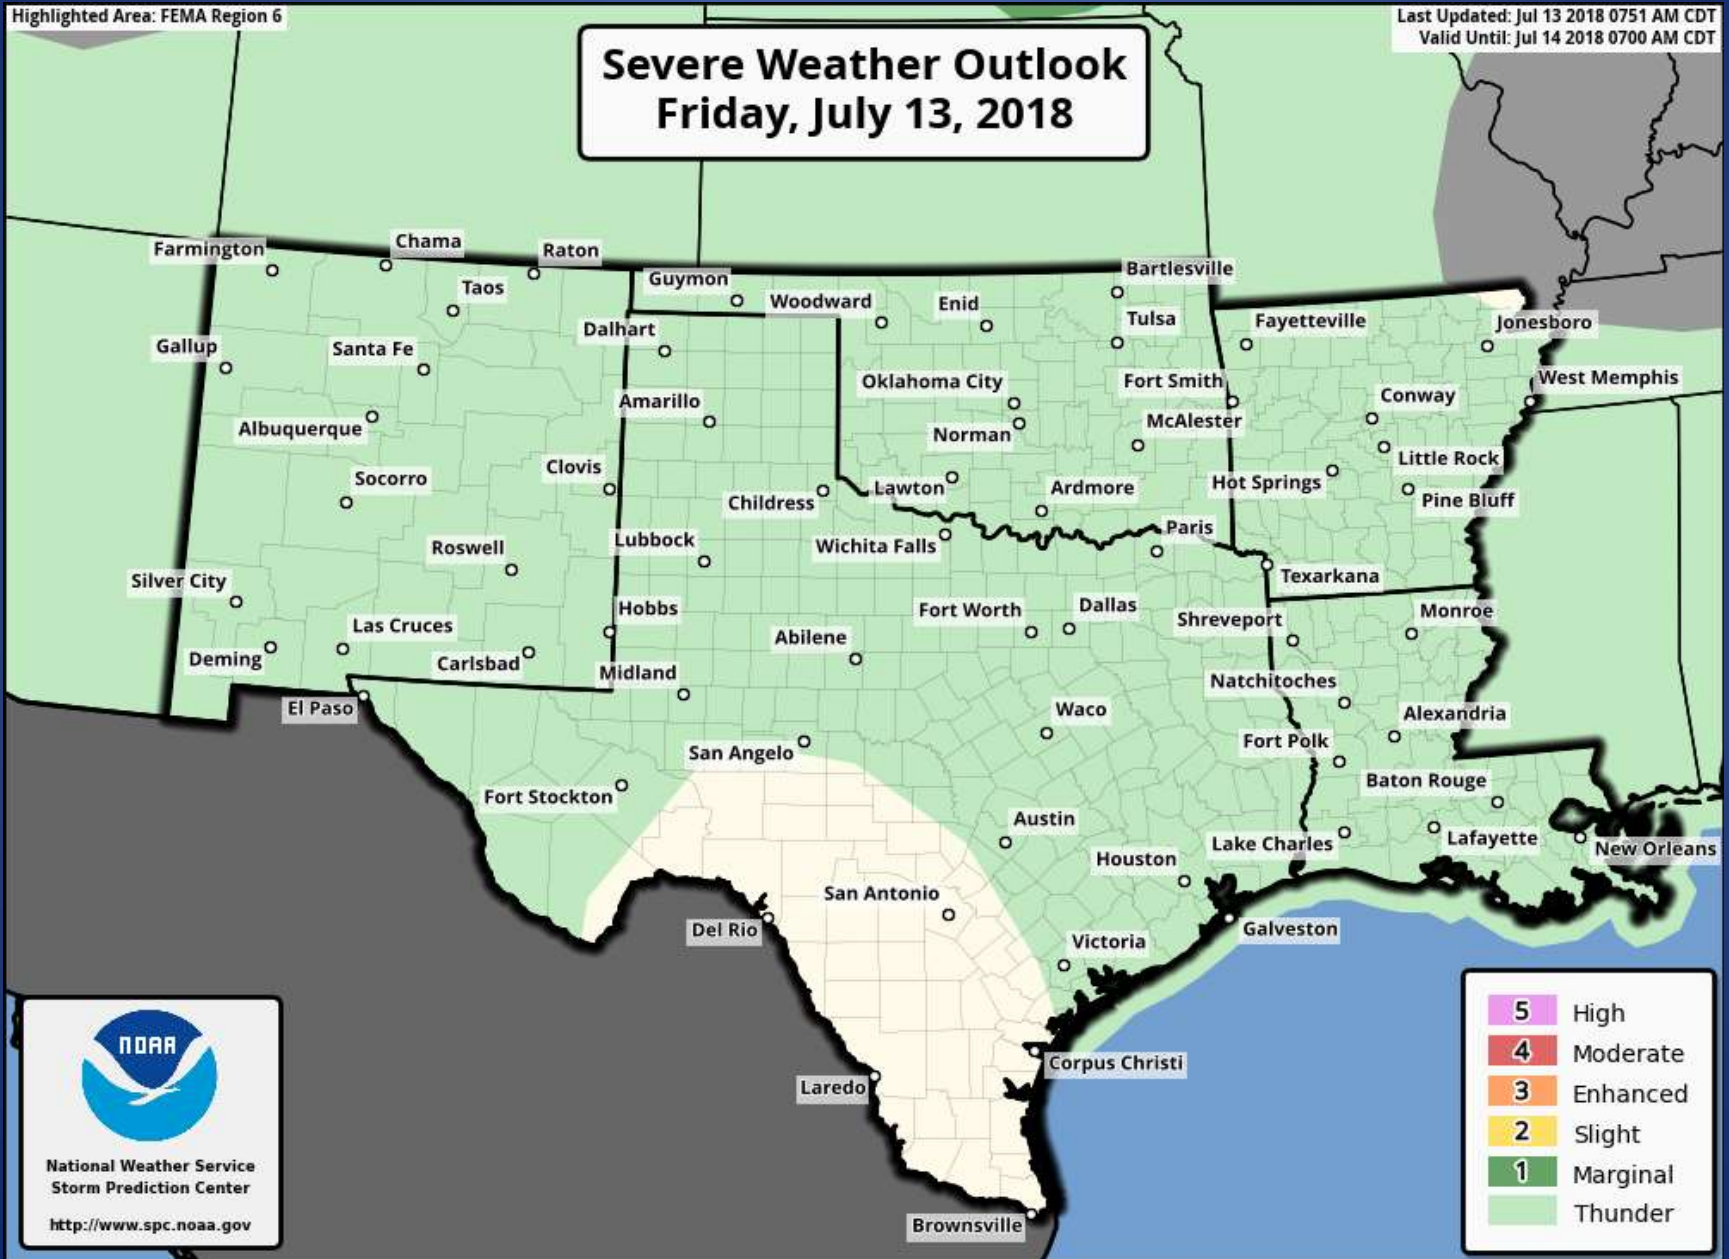 Highlighted Area: FEMA Region 6
Last Updated: Jul 13 2018 0751 AM CDT
Valid Until: Jul 14 2018 0700 AM CDT
Severe Weather Outlook
Friday, July 13, 2018
Farmington
Chama
Raton
Taos
Guymon
Woodward
Enid
Bartlesville
Tulsa
Fayetteville
Jonesboro
Gallup
Santa Fe
Dalhart
Oklahoma City
Fort Smith
West Memphis
Albuquerque
Amarillo
Norman
McAlester
Conway
Little Rock
Socorro
Clovis
Childress
Lawton
Ardmore
Hot Springs
Pine Bluff
Roswell
Lubbock
Wichita Falls
Paris
Texarkana
Silver City
Hobbs
Fort Worth
Dallas
Shreveport
Monroe
Las Cruces
Abilene
Deming
Carlsbad
Midland
Natchitoches
El Paso
Waco
Alexandria
San Angelo
Fort Polk
Baton Rouge
Fort Stockton
Austin
Lake Charles
Lafayette
New Orleans
Houston
San Antonio
Del Rio
Victoria
Galveston
Corpus Christi
Laredo
Brownsville
NOAA
National Weather Service
Storm Prediction Center
http://www.spc.noaa.gov
5 High
4 Moderate
3 Enhanced
2 Slight
1 Marginal
Thunder